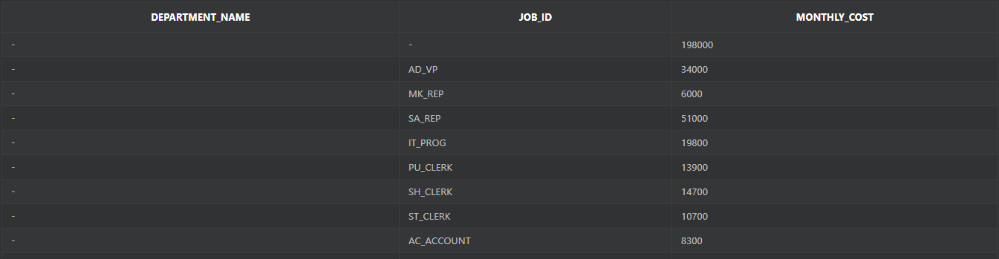 DEPARTMENT_NAME JOB_ID MONTHLY_COST
- - 198000
- AD_VP 34000
- MK_REP 6000
- SA_REP 51000
- IT_PROG 19800
- PU_CLERK 13900
- SH_CLERK 14700
- ST_CLERK 10700
- AC_ACCOUNT 8300